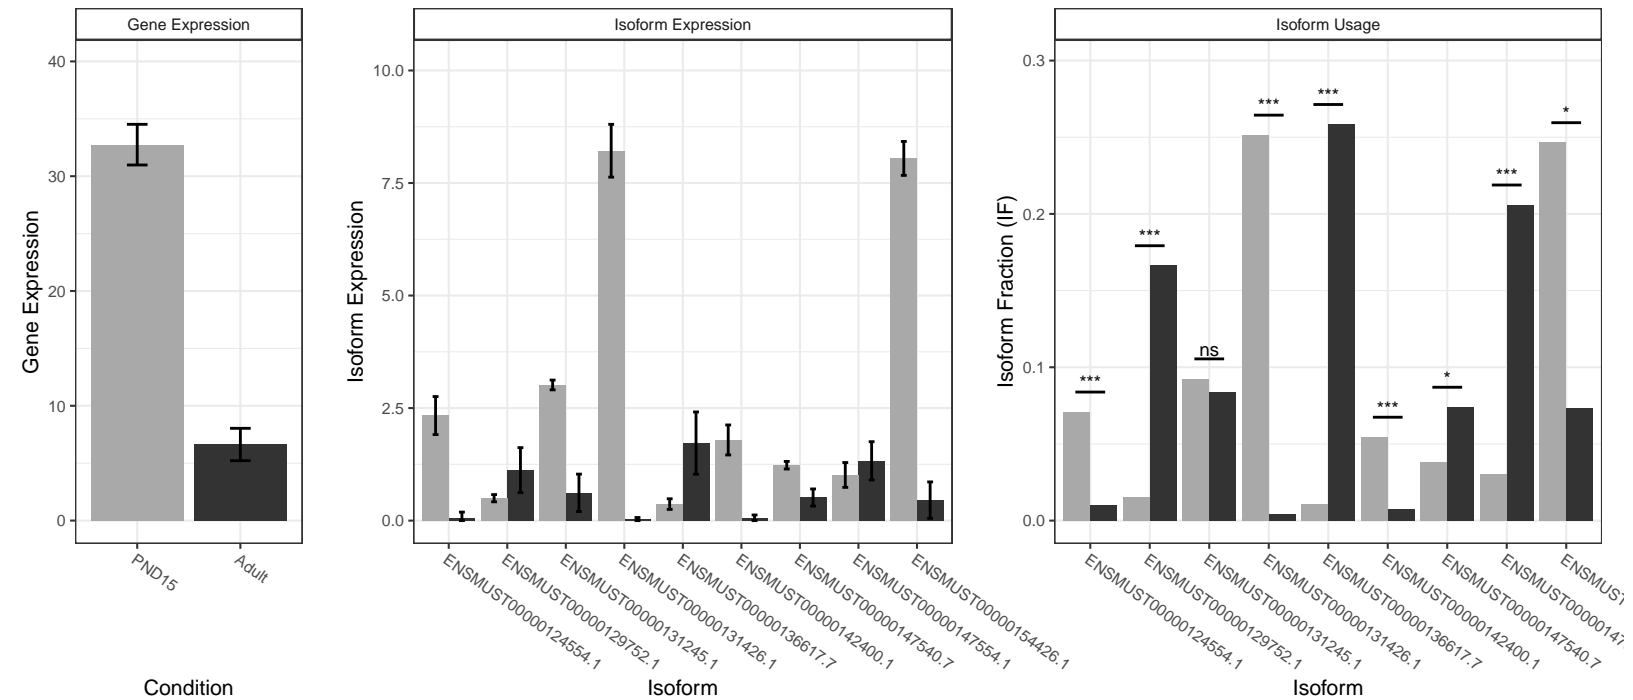 Gene Expression
Isoform Expression
Isoform Usage
Gene Expression
40
30
20
10
0
PND15
Adult
Condition
Isoform Expression
10.0
7.5
5.0
2.5
0.0
ENSMUST00000124554.1
ENSMUST00000129752.1
ENSMUST00000131245.1
ENSMUST00000131426.1
ENSMUST00000136617.7
ENSMUST00000142400.1
ENSMUST00000147540.7
ENSMUST00000147554.1
ENSMUST00000154426.1
Isoform
Isoform Fraction (IF)
0.3
0.2
0.1
0.0
***
***
ns
***
***
***
*
***
*
ENSMUST00000124554.1
ENSMUST00000129752.1
ENSMUST00000131245.1
ENSMUST00000131426.1
ENSMUST00000136617.7
ENSMUST00000142400.1
ENSMUST00000147540.7
Isoform